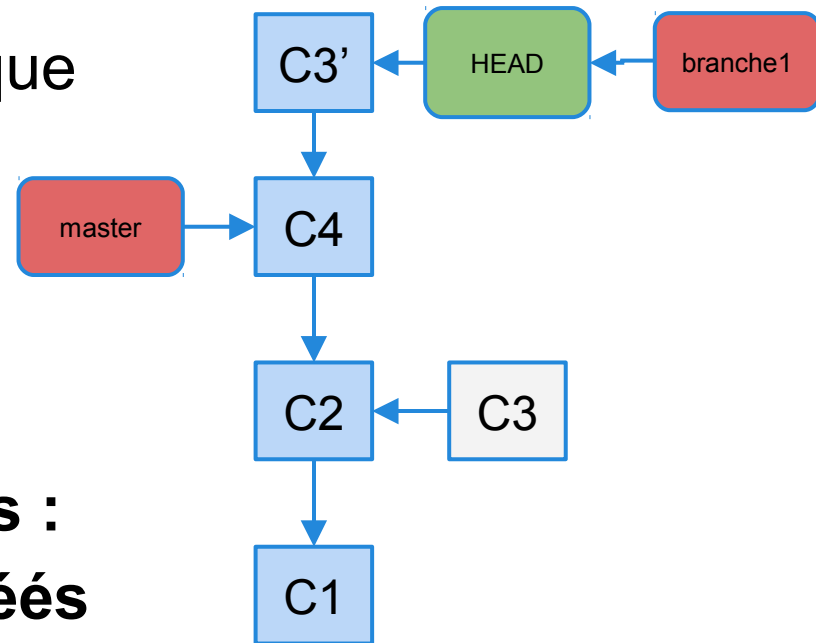 que
C3’
HEAD
branche1
master
C4
C2
C3
s :
éés
C1